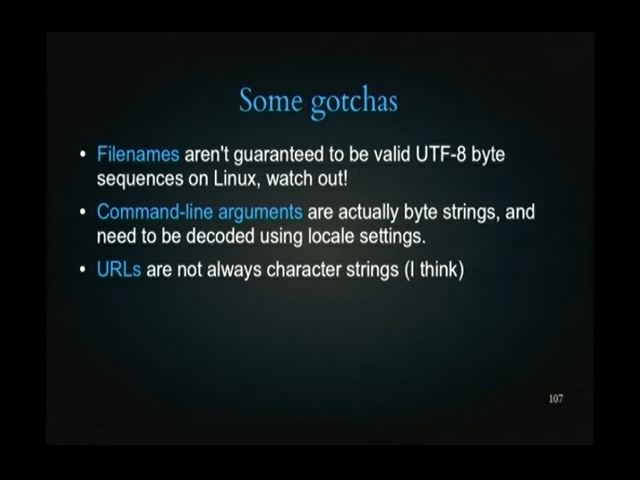 Some gotchas
• Filenames aren't guaranteed to be valid UTF-8 byte
sequences on Linux, watch out!
• Command-line arguments are actually byte strings, and
need to be decoded using locale settings.
• URLs are not always character strings (I think)
107